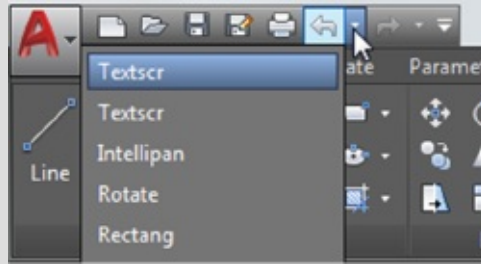 Textscr
ate
Parame
Textscr
Intellipan
Line
Rotate
Rectang